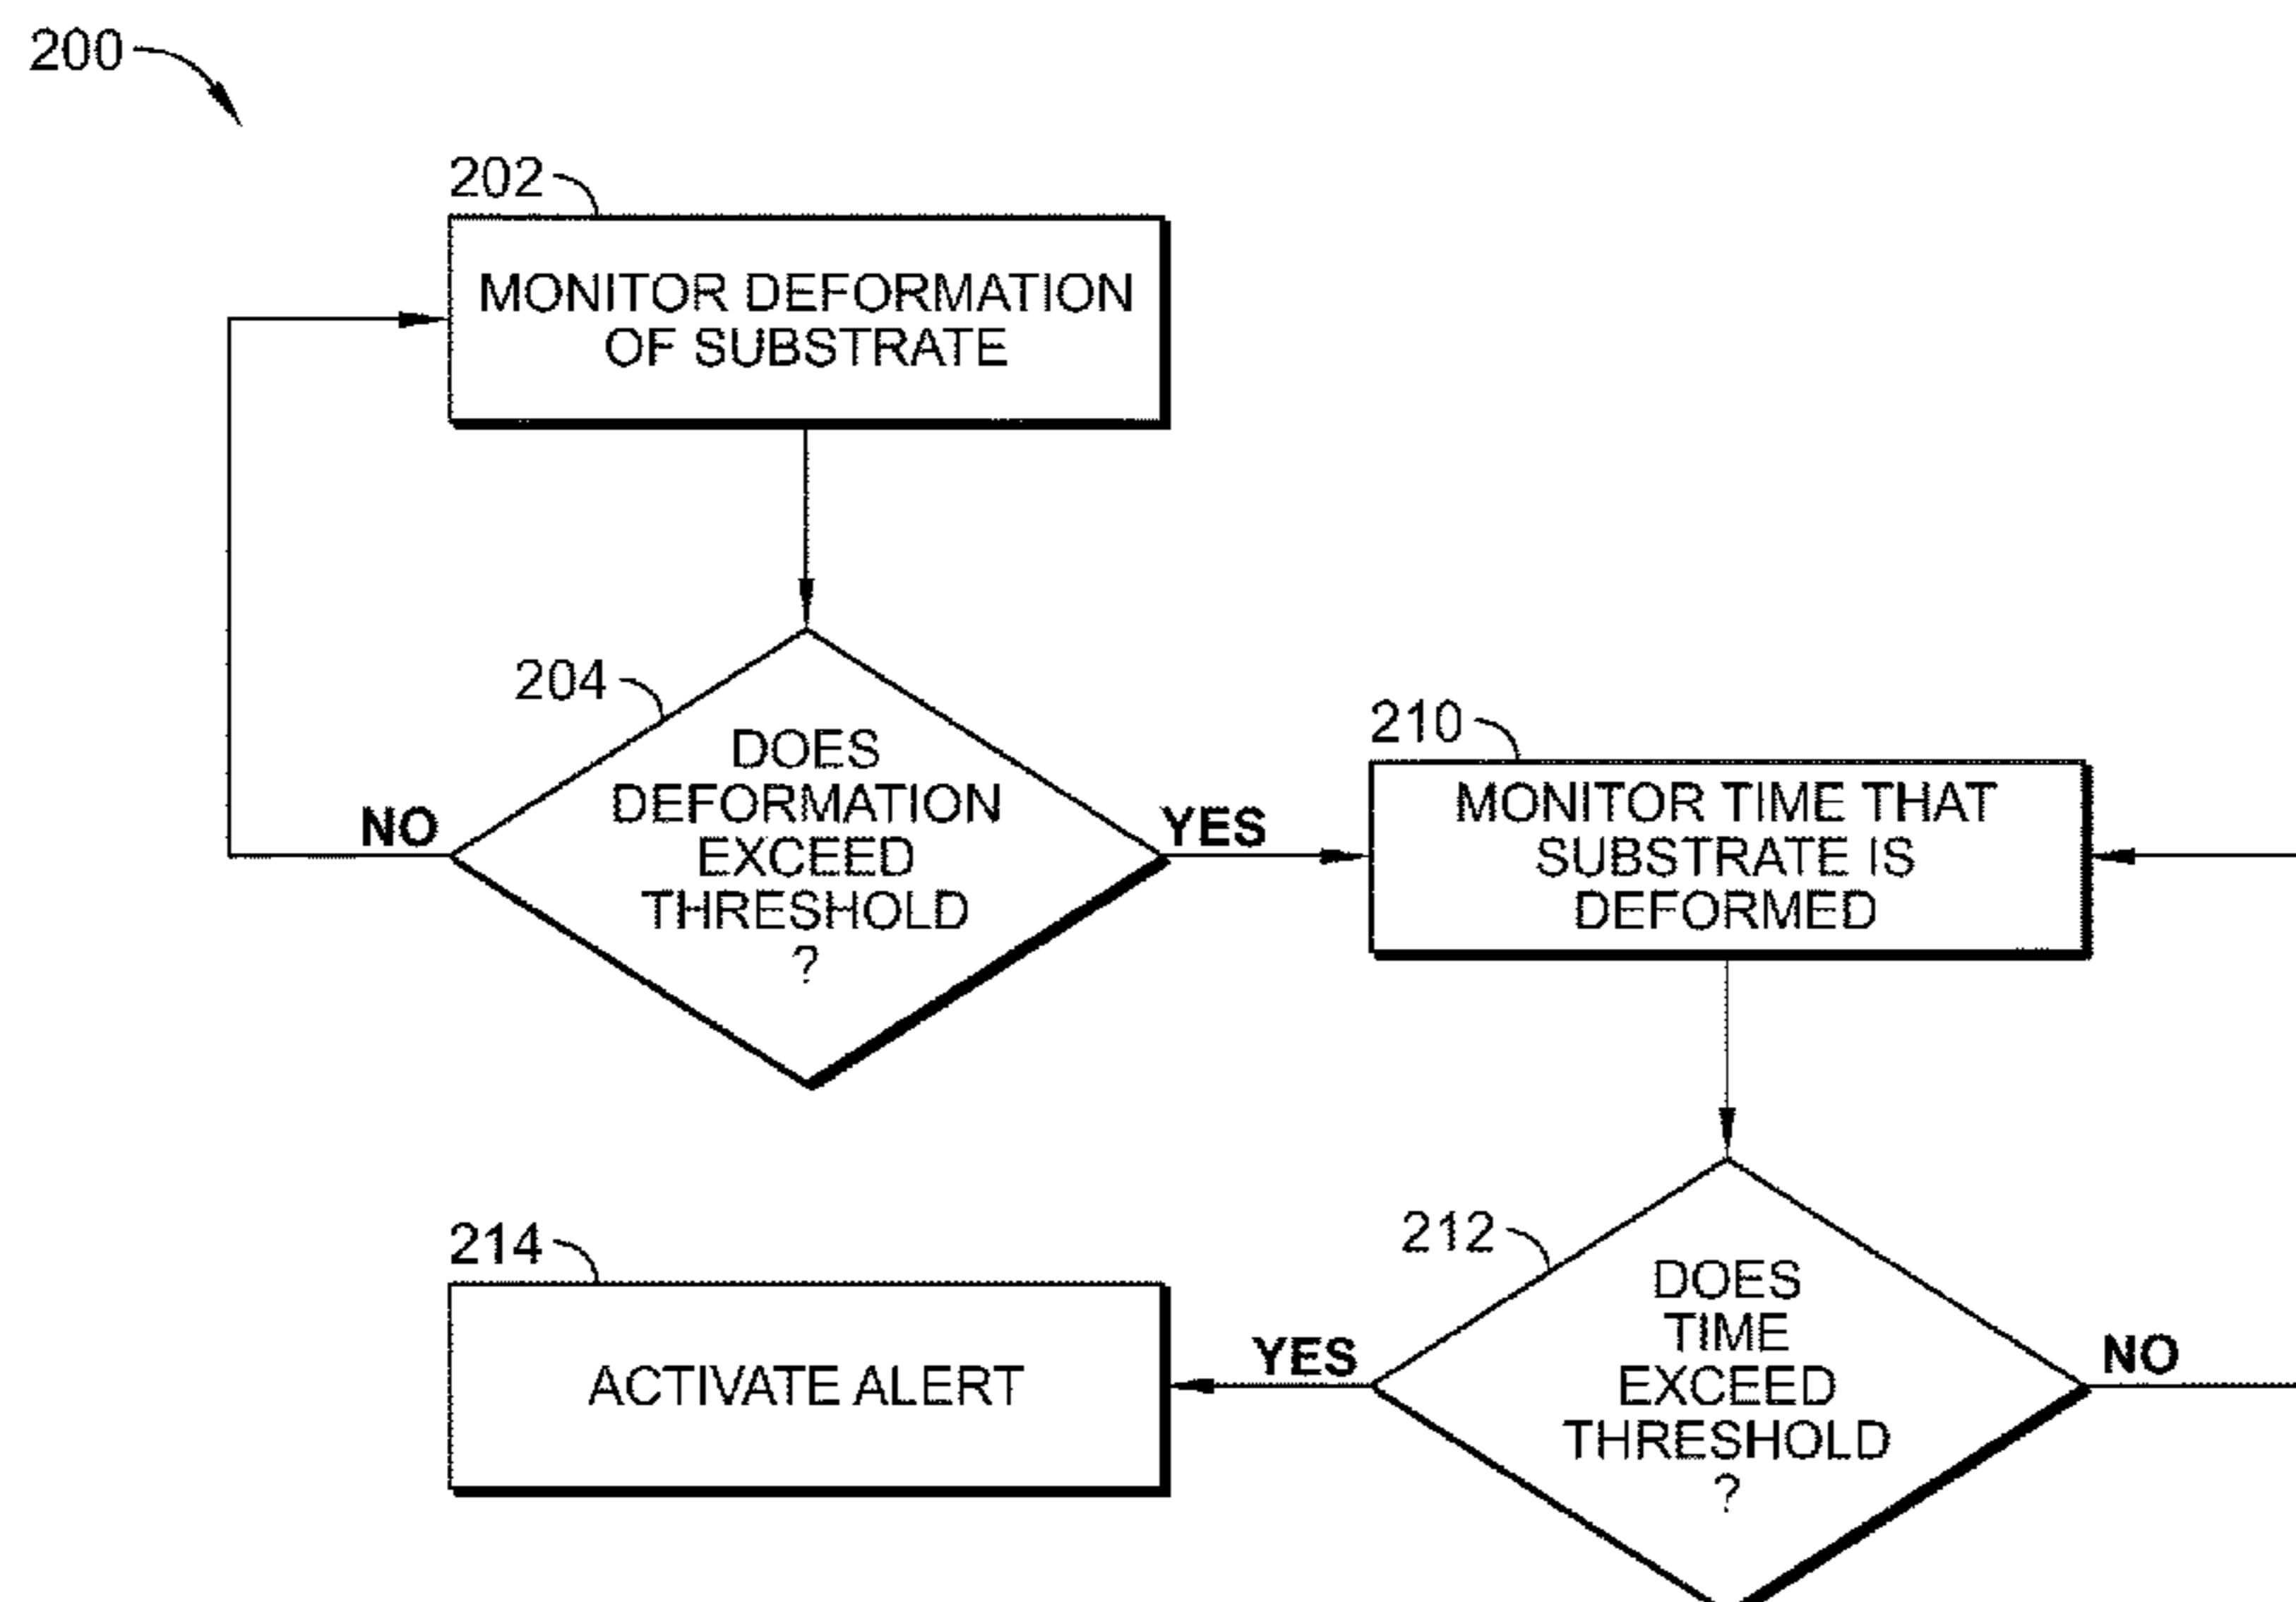 200
202
MONITOR DEFORMATION
OF SUBSTRATE
204
DOES
DEFORMATION
EXCEED
THRESHOLD
?
NO
YES
210
MONITOR TIME THAT
SUBSTRATE IS
DEFORMED
212
DOES
TIME
EXCEED
THRESHOLD
?
YES
NO
214
ACTIVATE ALERT